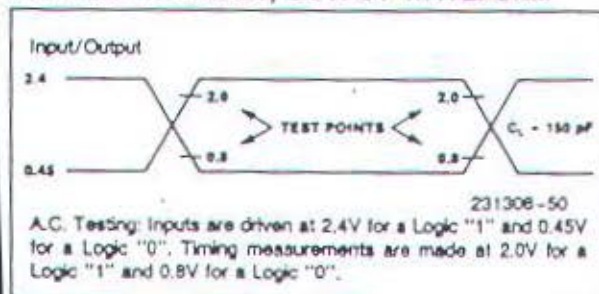 Input/Output
2.4
2.0
2.0
TEST POINTS
C_L = 150 pF
0.8
0.8
0.45
231306-50
A.C. Testing: Inputs are driven at 2.4V for a Logic "1" and 0.45V
for a Logic "0". Timing measurements are made at 2.0V for a
Logic "1" and 0.8V for a Logic "0".